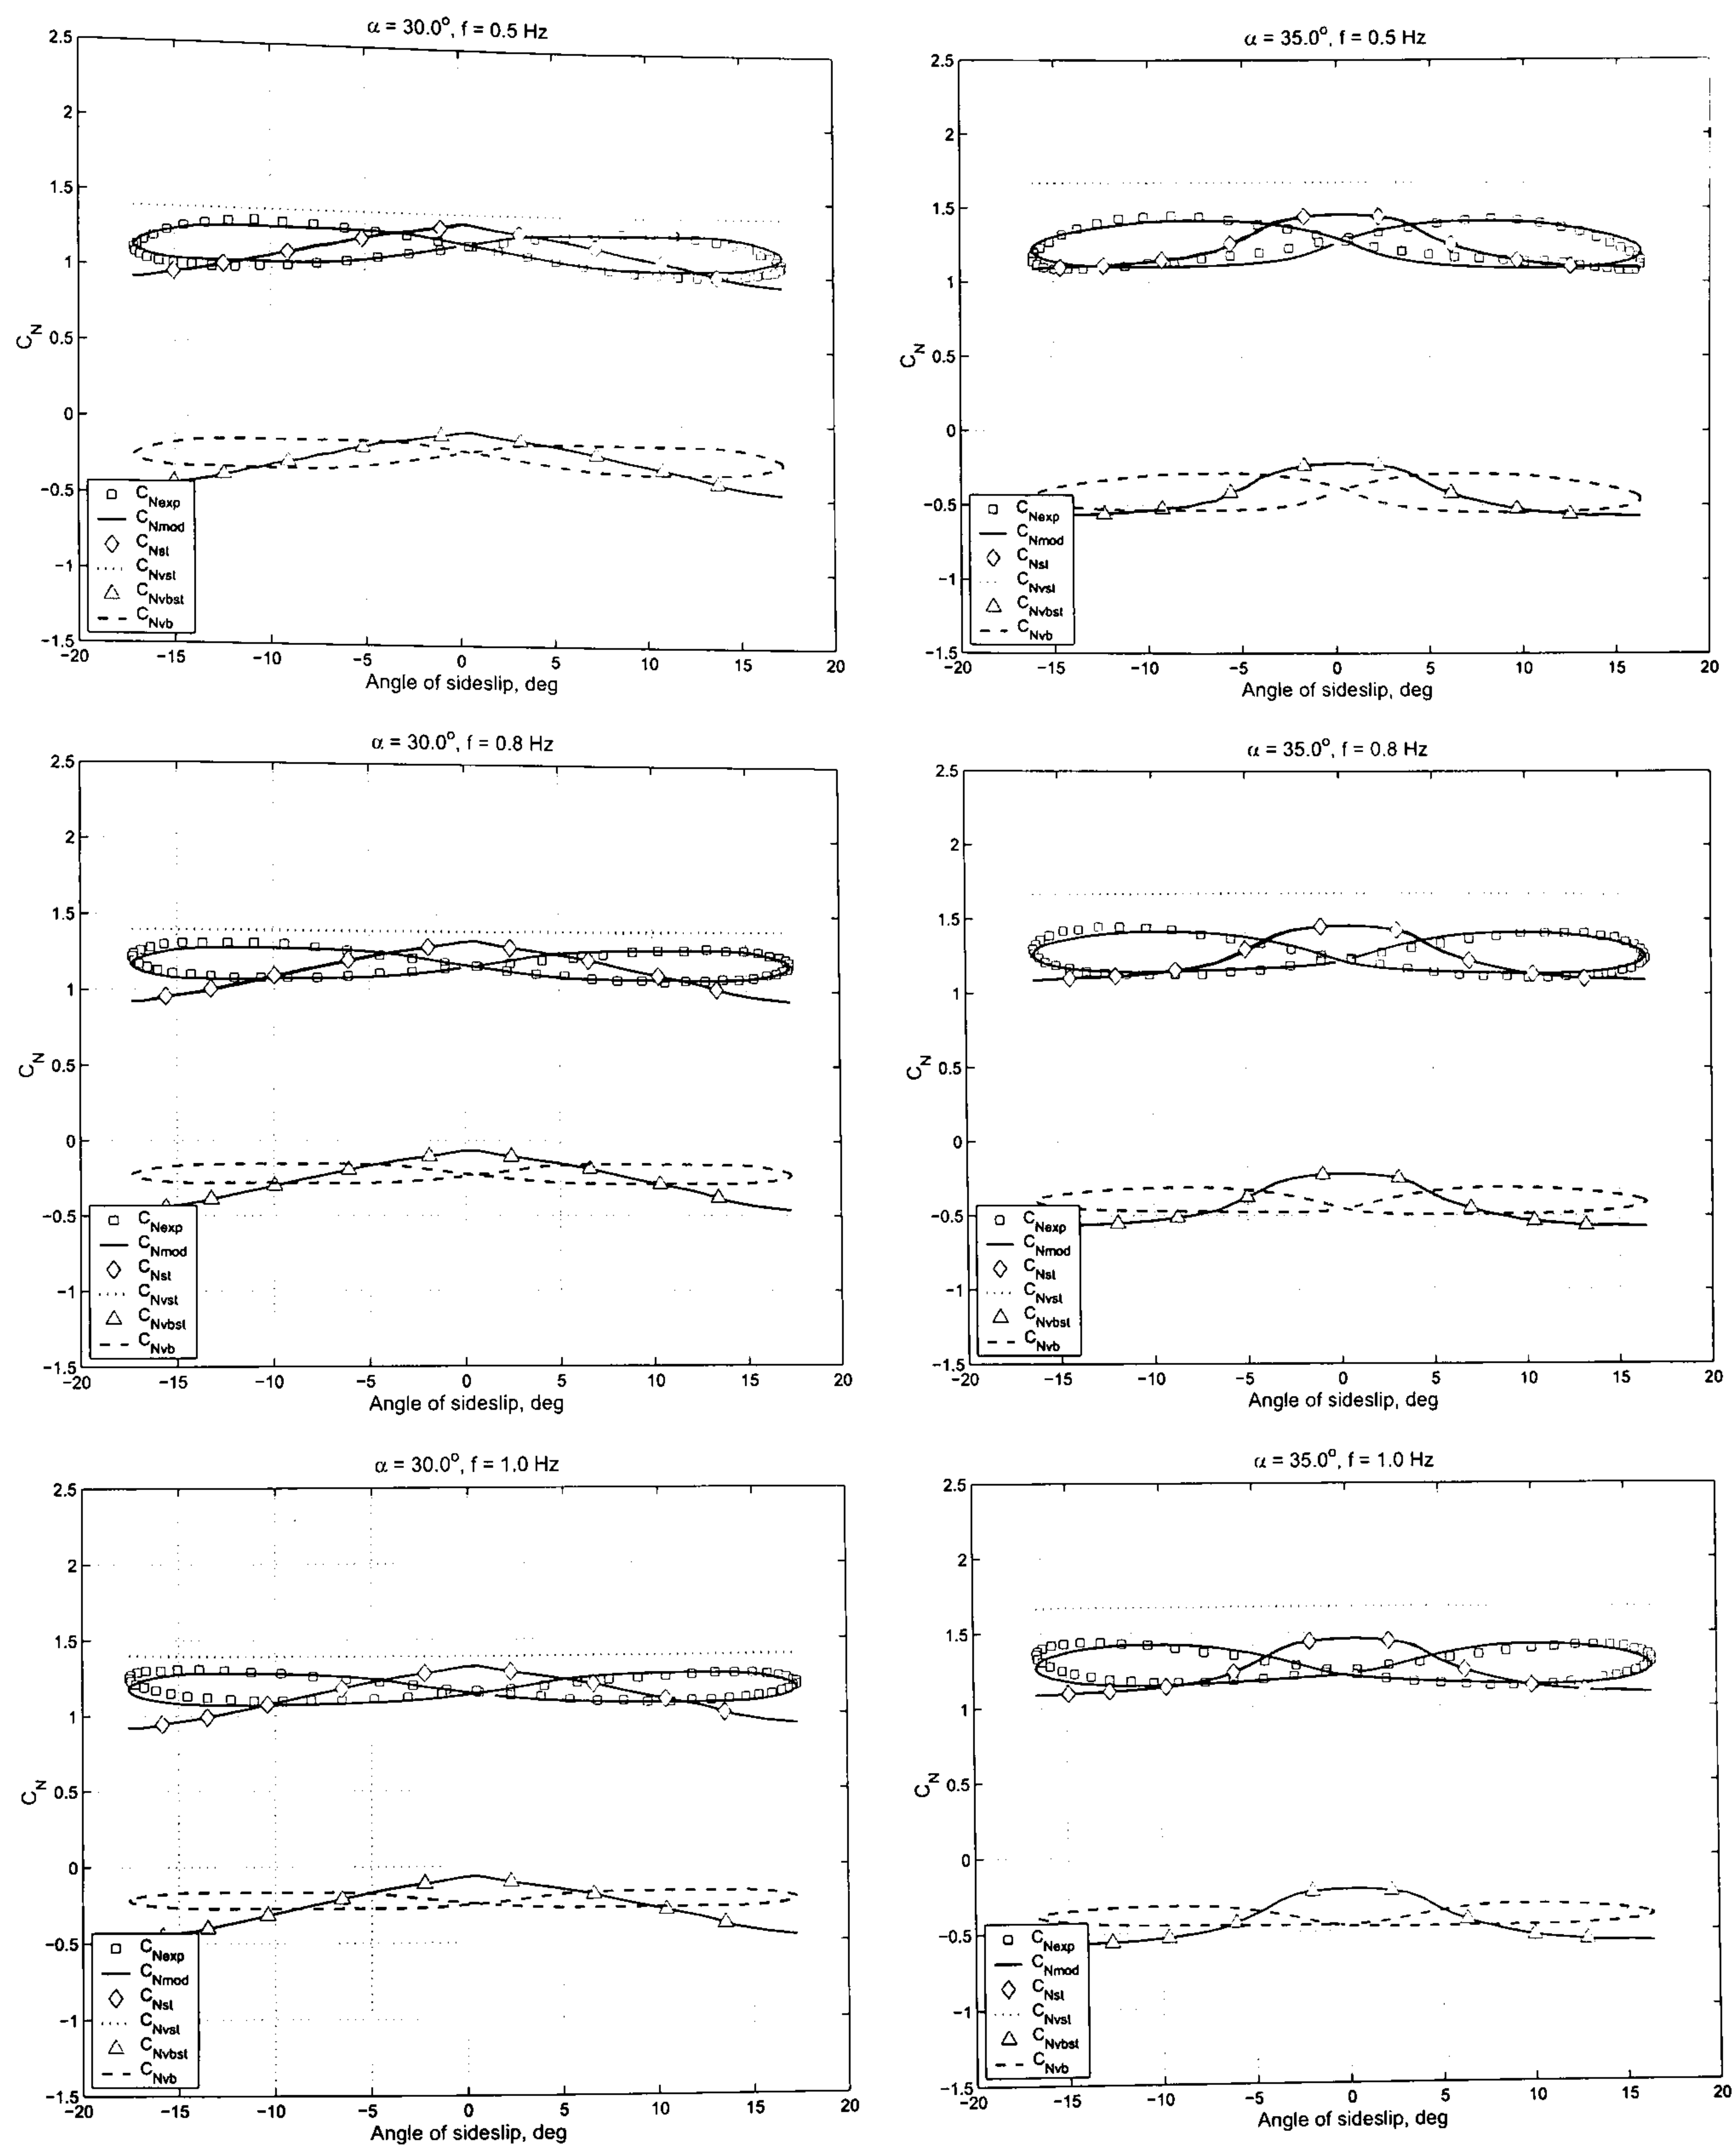 α = 30.0°, f = 0.5 Hz
2.5
2
1.5
1
0.5
0
−0.5
−1
−1.5
C_N
C_Nexp
C_Nmod
C_Nst
C_Nvst
C_Nvbst
C_Nvb
−20 −15 −10 −5 0 5 10 15 20
Angle of sideslip, deg
α = 35.0°, f = 0.5 Hz
2.5
2
1.5
1
0.5
0
−0.5
−1
−1.5
C_N
C_Nexp
C_Nmod
C_Nst
C_Nvst
C_Nvbst
C_Nvb
−20 −15 −10 −5 0 5 10 15 20
Angle of sideslip, deg
α = 30.0°, f = 0.8 Hz
2.5
2
1.5
1
0.5
0
−0.5
−1
−1.5
C_N
C_Nexp
C_Nmod
C_Nst
C_Nvst
C_Nvbst
C_Nvb
−20 −15 −10 −5 0 5 10 15 20
Angle of sideslip, deg
α = 35.0°, f = 0.8 Hz
2.5
2
1.5
1
0.5
0
−0.5
−1
−1.5
C_N
C_Nexp
C_Nmod
C_Nst
C_Nvst
C_Nvbst
C_Nvb
−20 −15 −10 −5 0 5 10 15 20
Angle of sideslip, deg
α = 30.0°, f = 1.0 Hz
2.5
2
1.5
1
0.5
0
−0.5
−1
−1.5
C_N
C_Nexp
C_Nmod
C_Nst
C_Nvst
C_Nvbst
C_Nvb
−20 −15 −10 −5 0 5 10 15 20
Angle of sideslip, deg
α = 35.0°, f = 1.0 Hz
2.5
2
1.5
1
0.5
0
−0.5
−1
−1.5
C_N
C_Nexp
C_Nmod
C_Nst
C_Nvst
C_Nvbst
C_Nvb
−20 −15 −10 −5 0 5 10 15 20
Angle of sideslip, deg